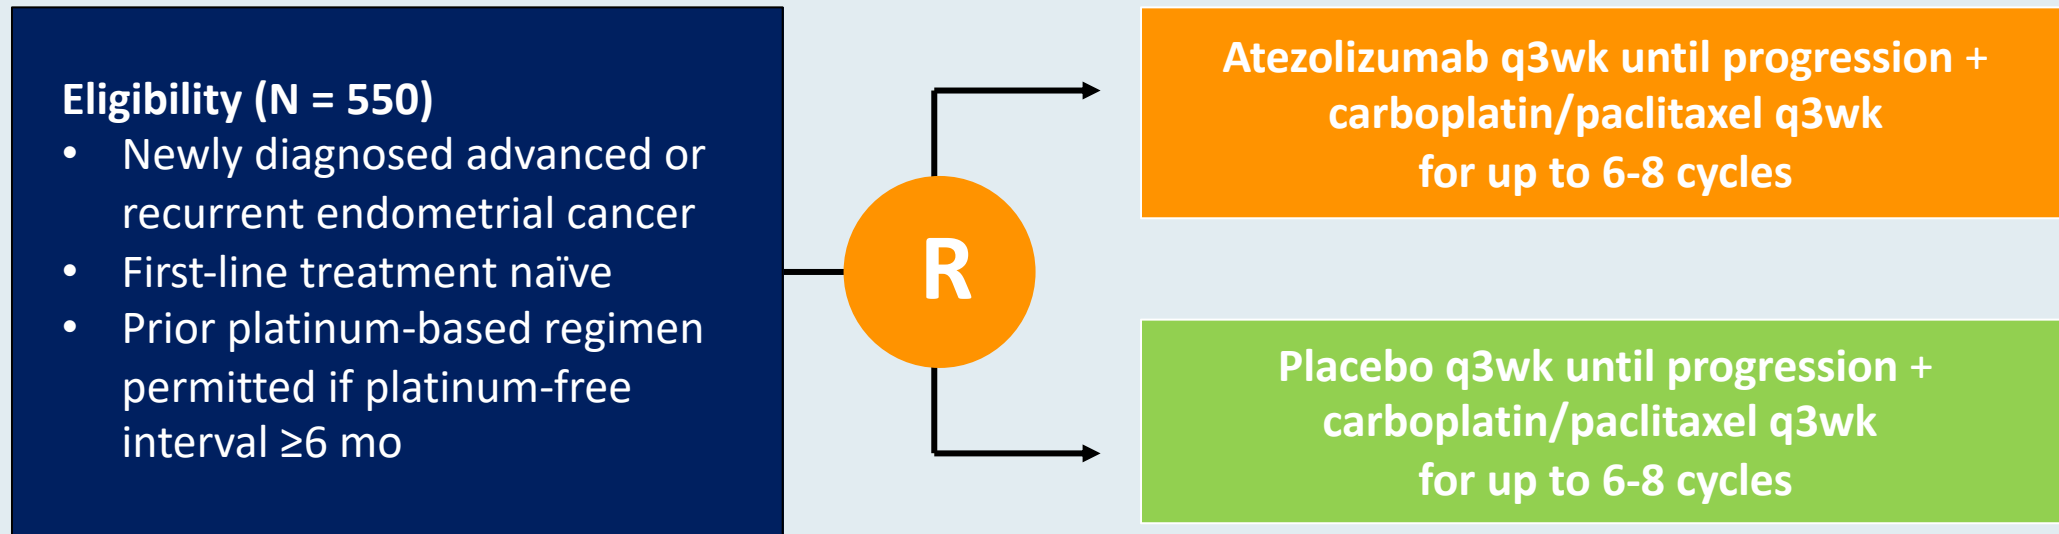 Eligibility (N = 550)
• Newly diagnosed advanced or
recurrent endometrial cancer
• First-line treatment naïve
• Prior platinum-based regimen
permitted if platinum-free
interval ≥6 mo
R
Atezolizumab q3wk until progression +
carboplatin/paclitaxel q3wk
for up to 6-8 cycles
Placebo q3wk until progression +
carboplatin/paclitaxel q3wk
for up to 6-8 cycles